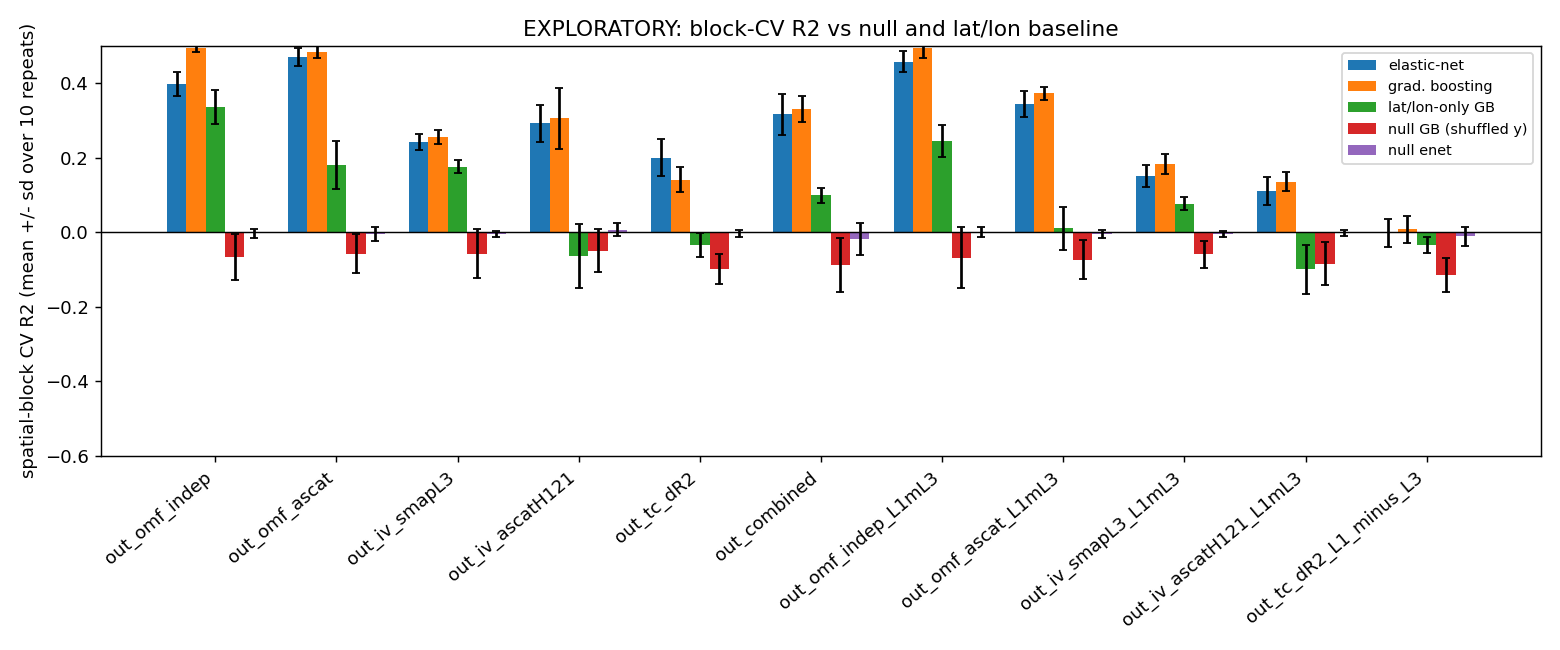 EXPLORATORY: block-CV R2 vs null and lat/lon baseline
spatial-block CV R2 (mean +/- sd over 10 repeats)
0.4
0.2
0.0
−0.2
−0.4
−0.6
elastic-net
grad. boosting
lat/lon-only GB
null GB (shuffled y)
null enet
out_omf_indep
out_omf_ascat
out_iv_smapL3
out_iv_ascatH121
out_tc_dR2
out_combined
out_omf_indep_L1mL3
out_omf_ascat_L1mL3
out_iv_smapL3_L1mL3
out_iv_ascatH121_L1mL3
out_tc_dR2_L1_minus_L3